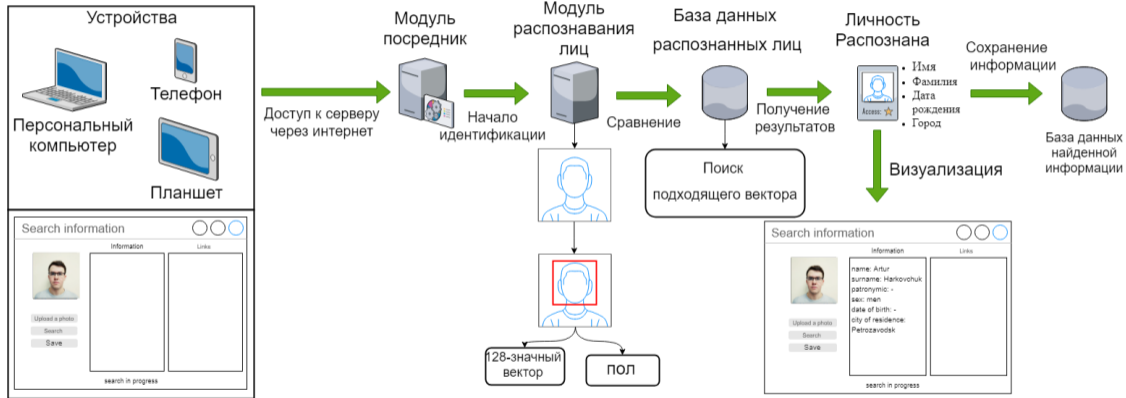 Устройства
Телефон
Персональный
компьютер
Планшет
Search information
Information
Links
Upload a photo
Search
Save
search in progress
Доступ к серверу
через интернет
Модуль
посредник
Начало
идентификации
Модуль
распознавания
лиц
128-значный
вектор
пол
Сравнение
База данных
распознанных лиц
Поиск
подходящего вектора
Получение
результатов
Личность
Распознана
Access:
• Имя
• Фамилия
• Дата
рождения
• Город
Сохранение
информации
База данных
найденной
информации
Визуализация
Search information
Information
Links
name: Artur
surname: Harkovchuk
patronymic: -
sex: men
date of birth: -
city of residence:
Petrozavodsk
Upload a photo
Search
Save
search in progress